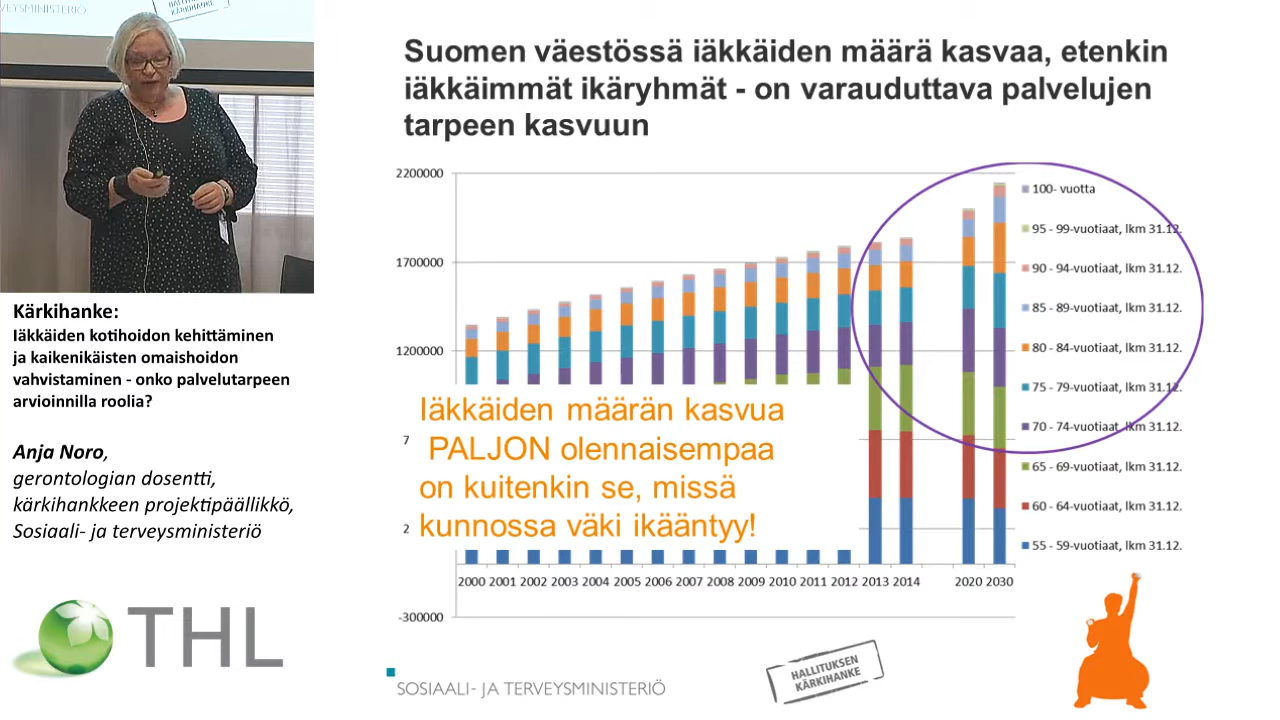 VEYSMINISTERIÖ
HALLITUKSEN
KÄRKIHANKE
Kärkihanke:
Iäkkäiden kotihoidon kehittäminen
ja kaikenikäisten omaishoidon
vahvistaminen - onko palvelutarpeen
arvioinnilla roolia?
Anja Noro,
gerontologian dosentti,
kärkihankkeen projektipäällikkö,
Sosiaali- ja terveysministeriö
THL
Suomen väestössä iäkkäiden määrä kasvaa, etenkin
iäkkäimmät ikäryhmät - on varauduttava palvelujen
tarpeen kasvuun
2200000
1700000
1200000
7
2
-300000
Iäkkäiden määrän kasvua
PALJON olennaisempaa
on kuitenkin se, missä
kunnossa väki ikääntyy!
2000 2001 2002 2003 2004 2005 2006 2007 2008 2009 2010 2011 2012 2013 2014 2020 2030
100- vuotta
95 - 99-vuotiaat, lkm 31.12.
90 - 94-vuotiaat, lkm 31.12.
85 - 89-vuotiaat, lkm 31.12.
80 - 84-vuotiaat, lkm 31.12.
75 - 79-vuotiaat, lkm 31.12.
70 - 74-vuotiaat, lkm 31.12.
65 - 69-vuotiaat, lkm 31.12.
60 - 64-vuotiaat, lkm 31.12.
55 - 59-vuotiaat, lkm 31.12.
SOSIAALI- JA TERVEYSMINISTERIÖ
HALLITUKSEN
KÄRKIHANKE